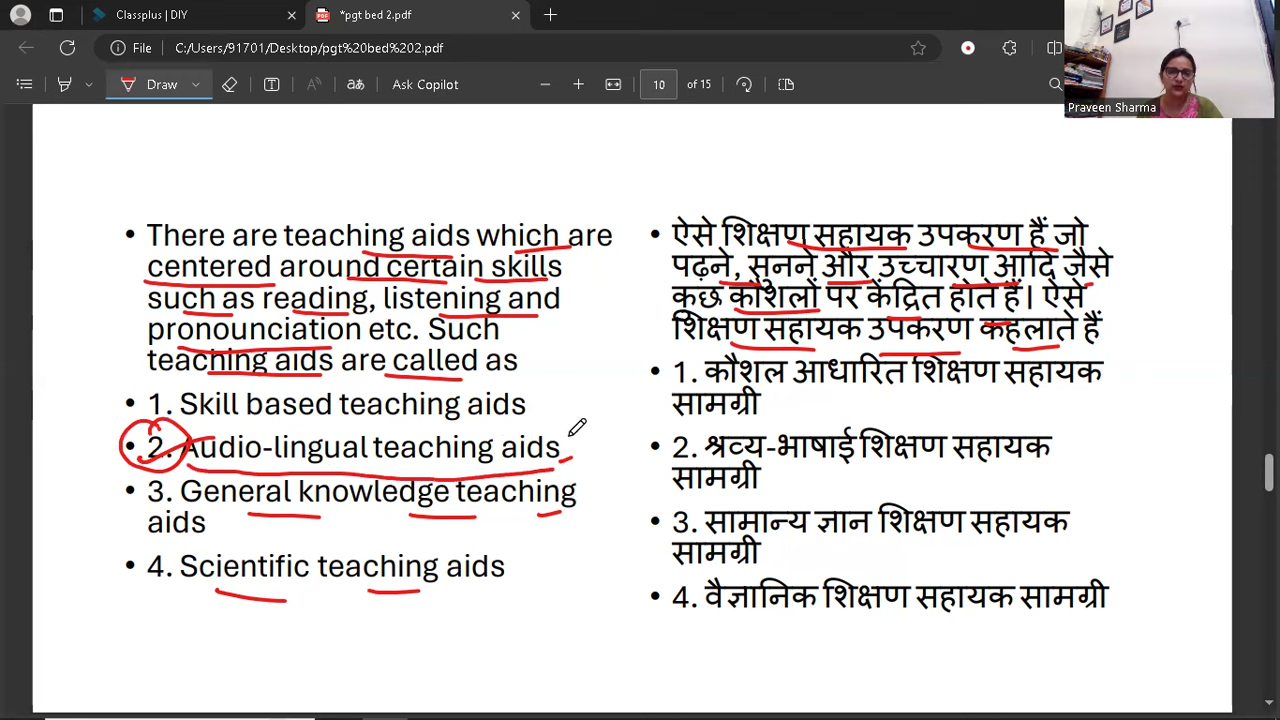 Classplus | DIY
*pgt bed 2.pdf
File
C:/Users/91701/Desktop/pgt%20bed%202.pdf
Draw
Ask Copilot
10
of 15
Praveen Sharma
• There are teaching aids which are
centered around certain skills
such as reading, listening and
pronounciation etc. Such
teaching aids are called as
• 1. Skill based teaching aids
• 2. Audio-lingual teaching aids
• 3. General knowledge teaching
aids
• 4. Scientific teaching aids
• ऐसे शिक्षण सहायक उपकरण हैं जो
पढ़ने, सुनने और उच्चारण आदि जैसे
कुछ कौशलों पर केंद्रित होते हैं। ऐसे
शिक्षण सहायक उपकरण कहलाते हैं
• 1. कौशल आधारित शिक्षण सहायक
सामग्री
• 2. श्रव्य-भाषाई शिक्षण सहायक
सामग्री
• 3. सामान्य ज्ञान शिक्षण सहायक
सामग्री
• 4. वैज्ञानिक शिक्षण सहायक सामग्री